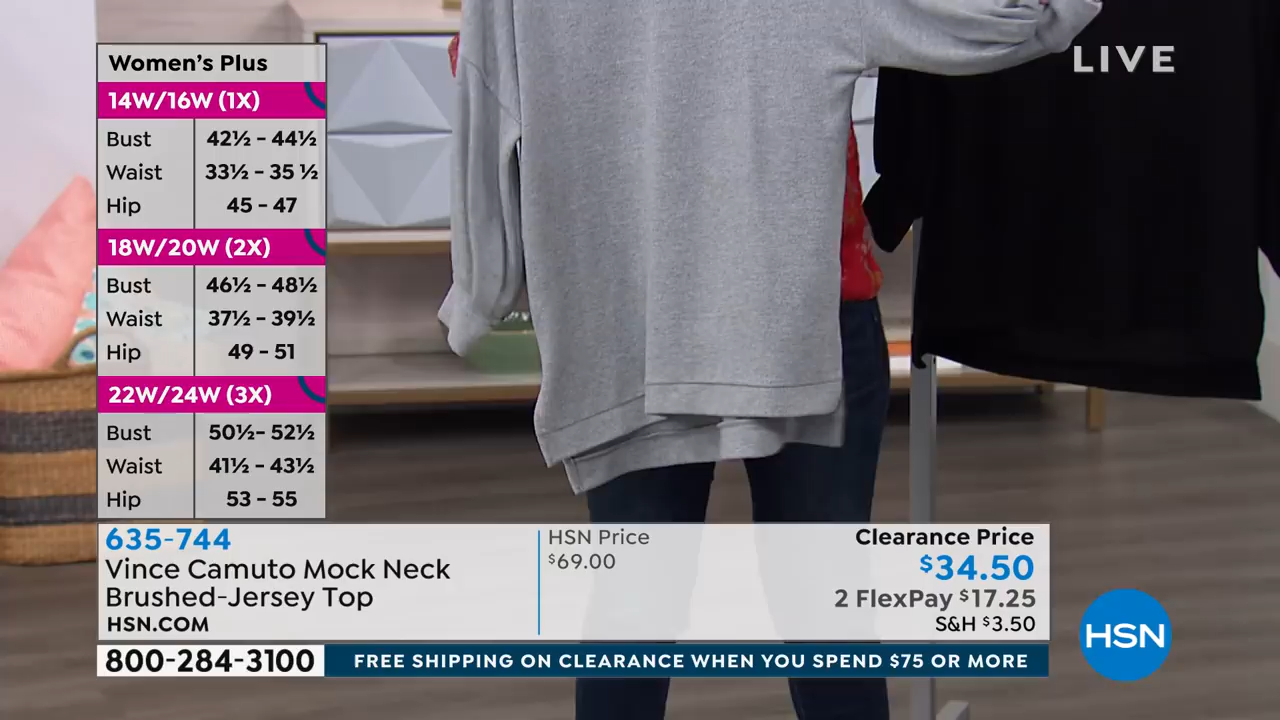 LIVE
Women's Plus
14W/16W (1X)
Bust 42½ - 44½
Waist 33½ - 35 ½
Hip 45 - 47
18W/20W (2X)
Bust 46½ - 48½
Waist 37½ - 39½
Hip 49 - 51
22W/24W (3X)
Bust 50½- 52½
Waist 41½ - 43½
Hip 53 - 55
635-744
Vince Camuto Mock Neck
Brushed-Jersey Top
HSN.COM
HSN Price
$69.00
Clearance Price
$34.50
2 FlexPay $17.25
S&H $3.50
HSN
800-284-3100 FREE SHIPPING ON CLEARANCE WHEN YOU SPEND $75 OR MORE